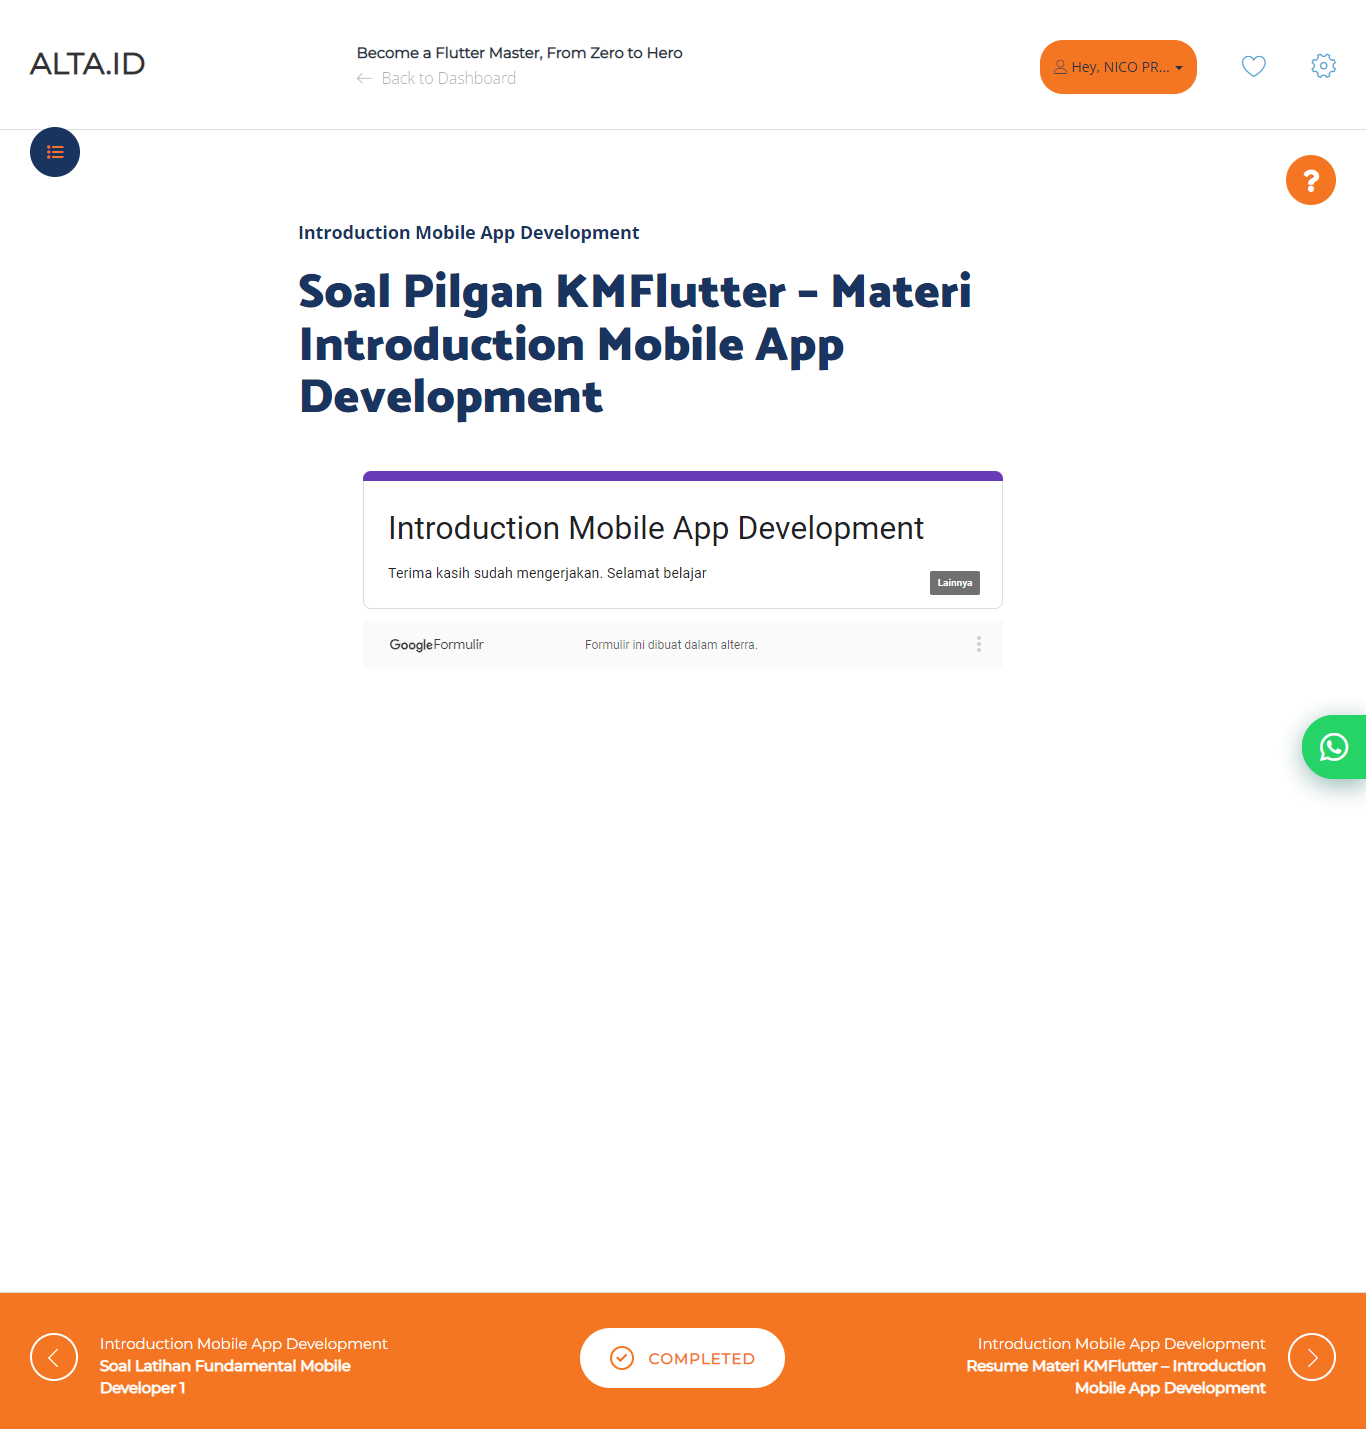 ALTA.ID
Become a Flutter Master, From Zero to Hero
Back to Dashboard
Hey, NICO PR...
Introduction Mobile App Development
Soal Pilgan KMFlutter – Materi
Introduction Mobile App
Development
Introduction Mobile App Development
Terima kasih sudah mengerjakan. Selamat belajar
Lainnya
Google Formulir
Formulir ini dibuat dalam alterra.
Introduction Mobile App Development
Soal Latihan Fundamental Mobile
Developer 1
COMPLETED
Introduction Mobile App Development
Resume Materi KMFlutter – Introduction
Mobile App Development